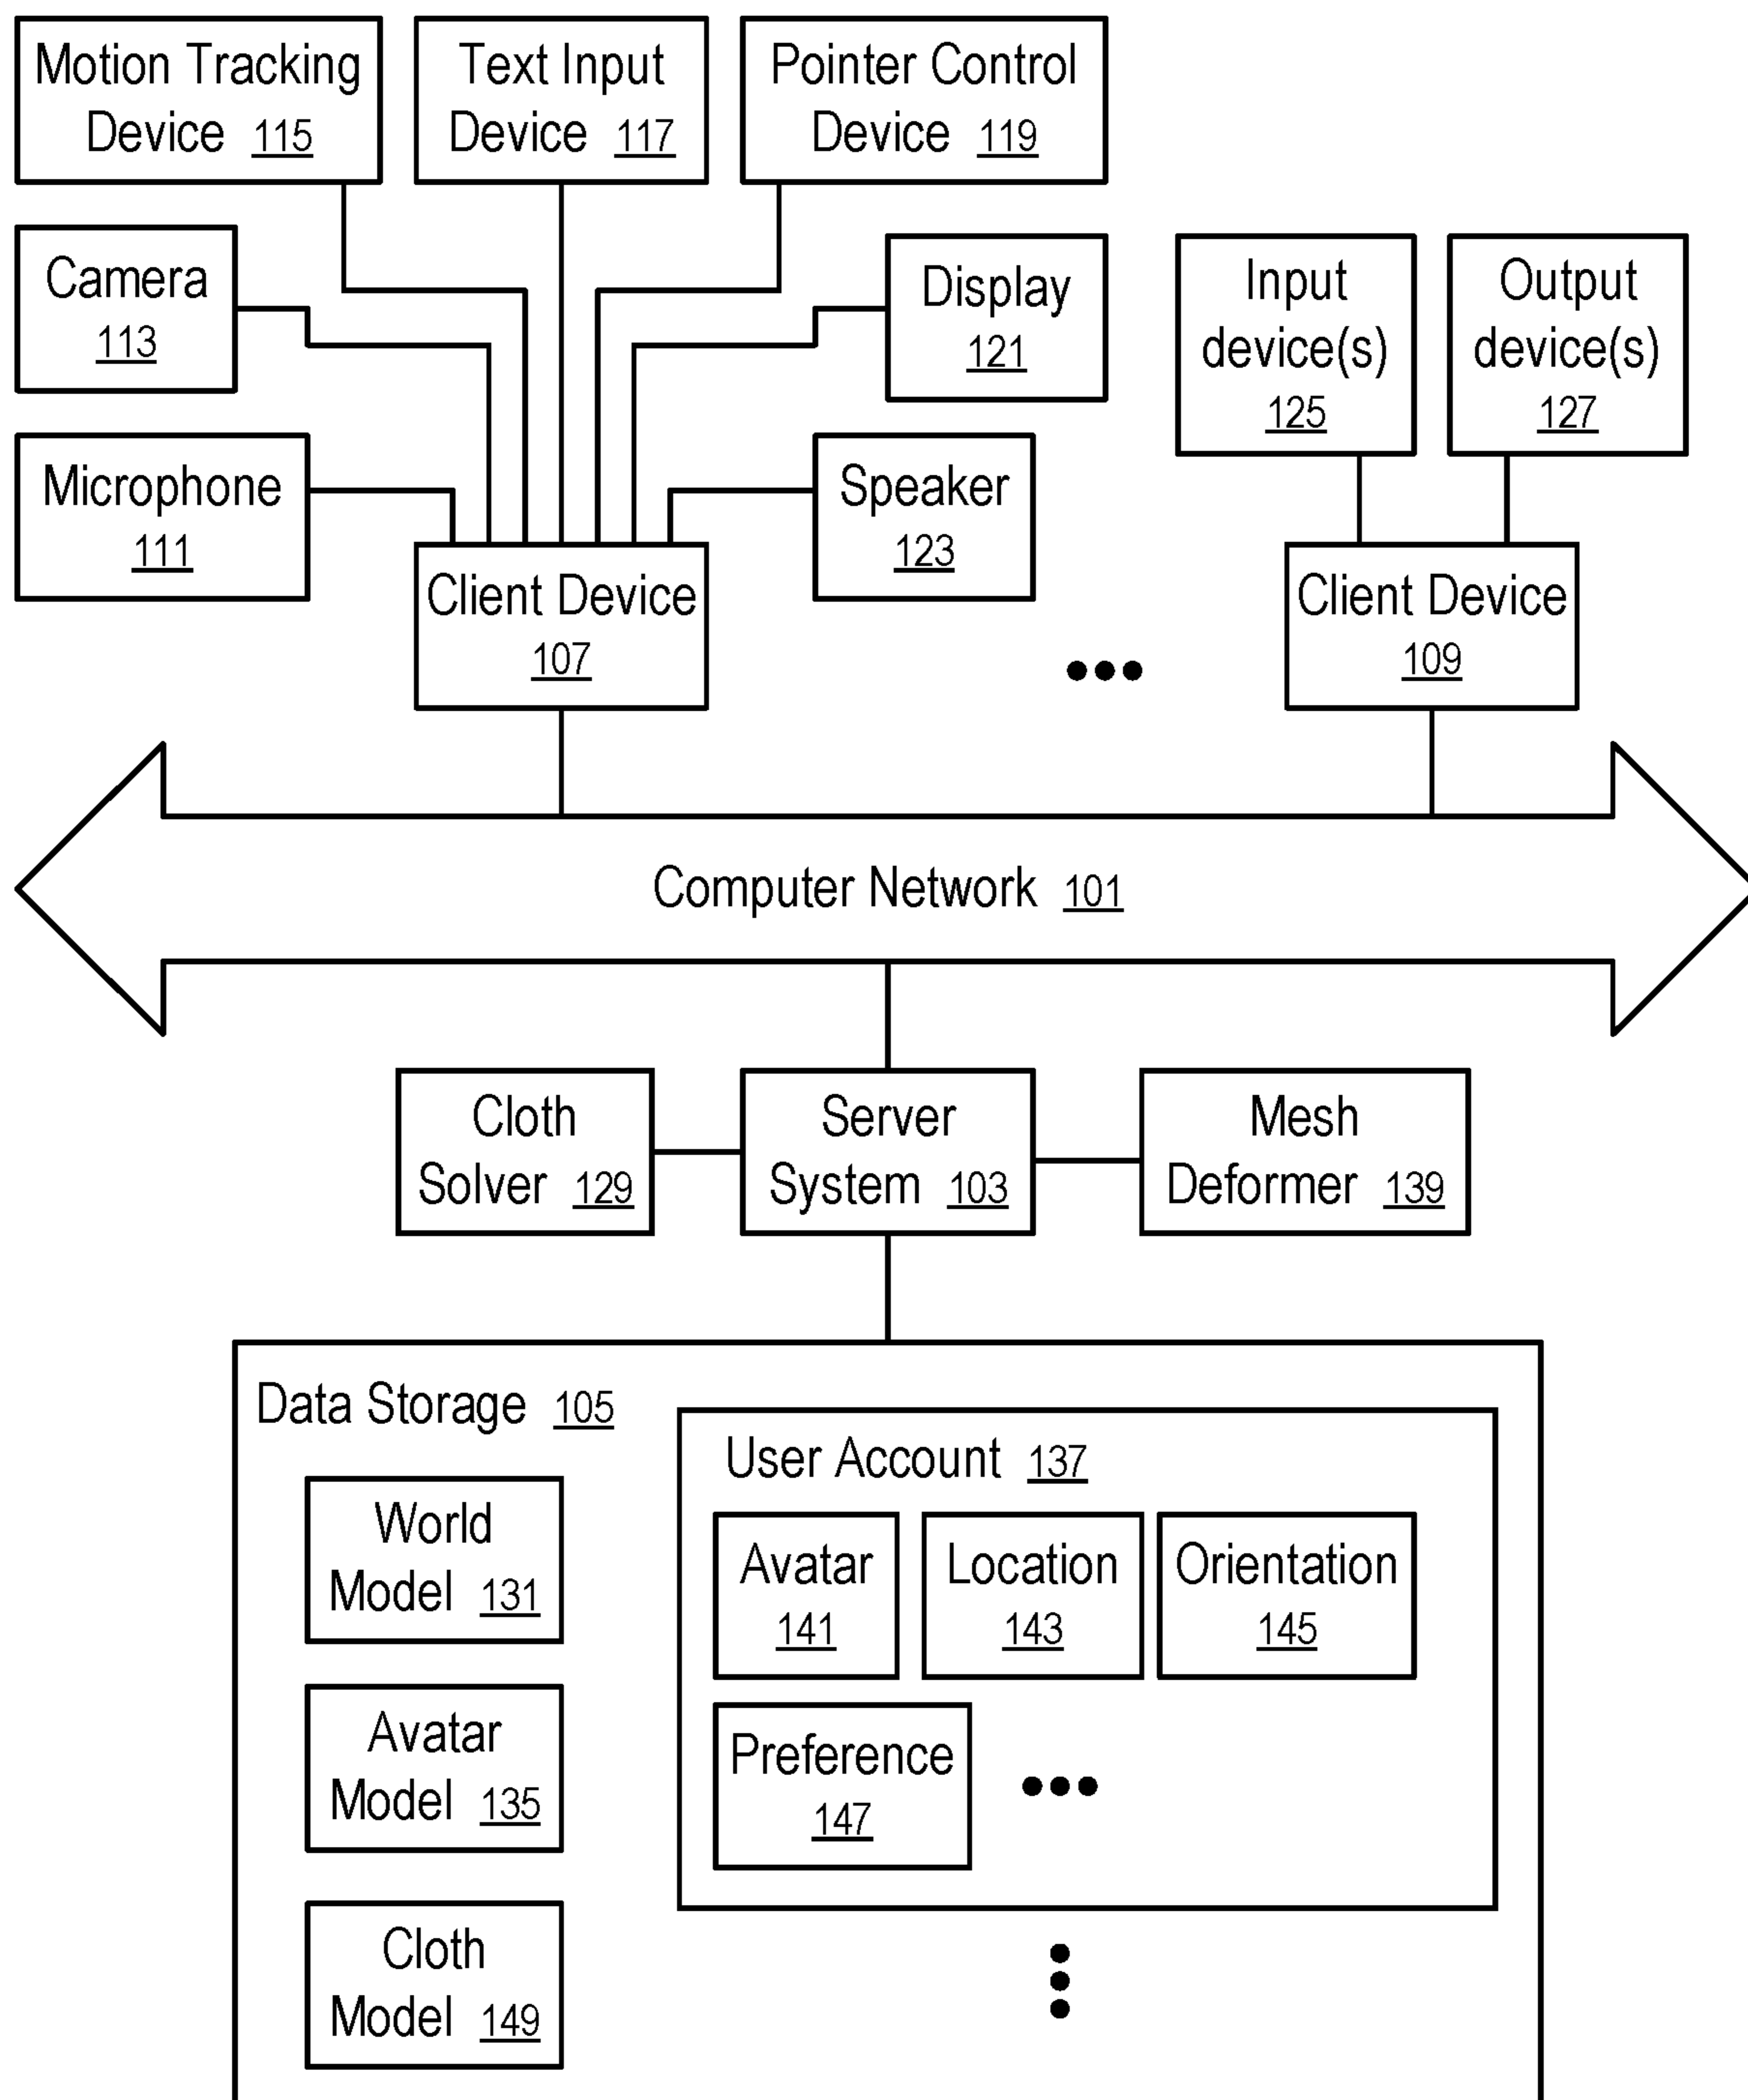 Motion Tracking
Device 115
Text Input
Device 117
Pointer Control
Device 119
Camera
113
Display
121
Input
device(s)
125
Output
device(s)
127
Microphone
111
Speaker
123
Client Device
107
Client Device
109
Computer Network 101
Cloth
Solver 129
Server
System 103
Mesh
Deformer 139
Data Storage 105
User Account 137
World
Model 131
Avatar
141
Location
143
Orientation
145
Avatar
Model 135
Preference
147
Cloth
Model 149